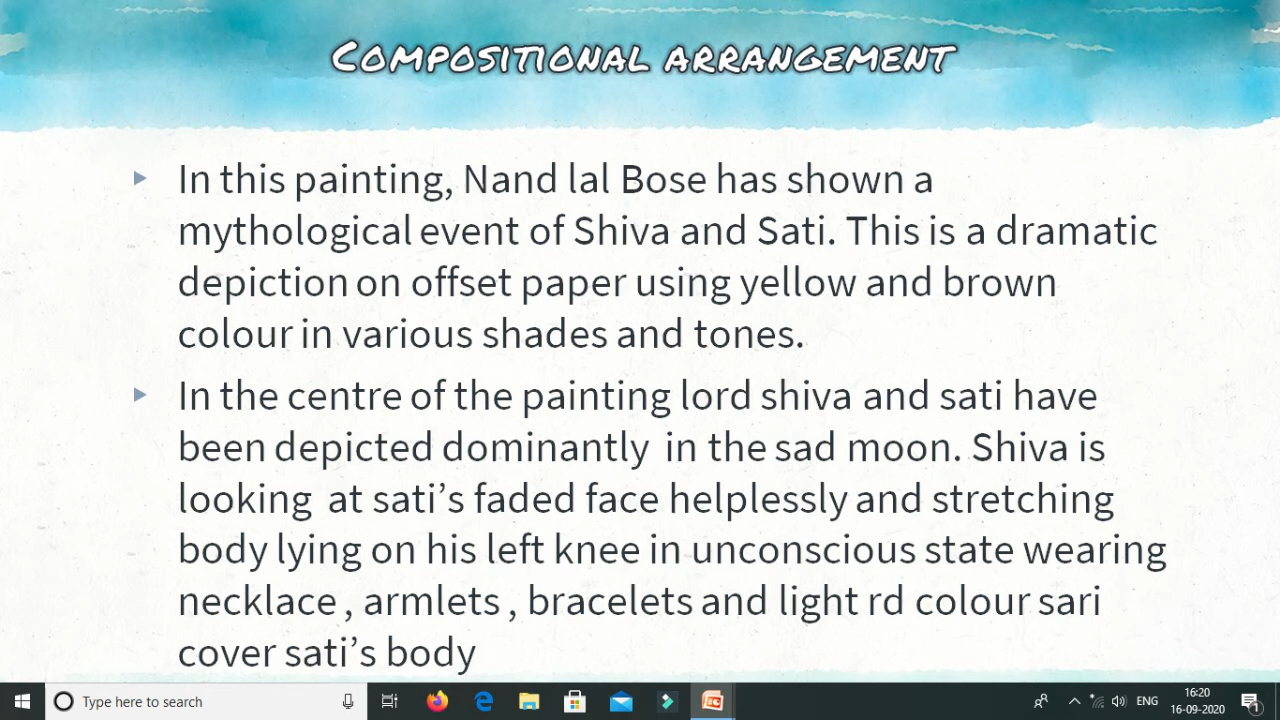 COMPOSITIONAL ARRANGEMENT
In this painting, Nand lal Bose has shown a
mythological event of Shiva and Sati. This is a dramatic
depiction on offset paper using yellow and brown
colour in various shades and tones.
In the centre of the painting lord shiva and sati have
been depicted dominantly in the sad moon. Shiva is
looking at sati's faded face helplessly and stretching
body lying on his left knee in unconscious state wearing
necklace , armlets , bracelets and light rd colour sari
cover sati's body
Type here to search
ENG
16:20
16-09-2020
1